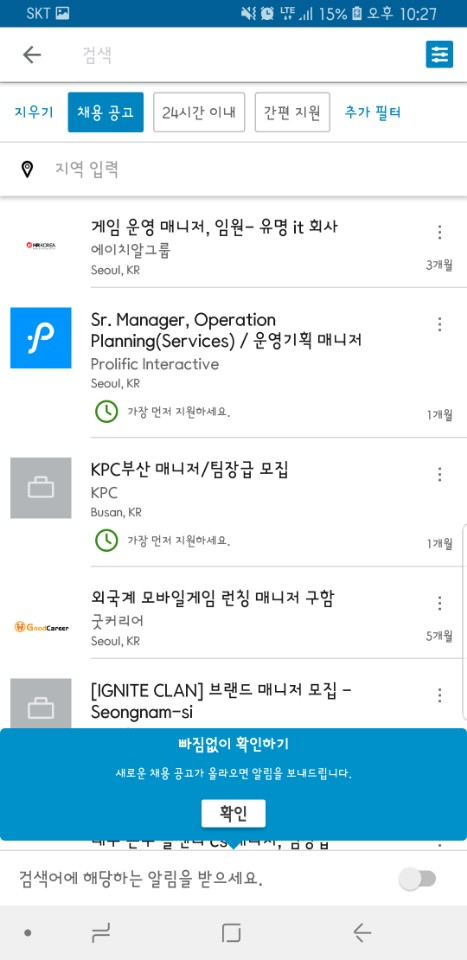 SKT LTE 15% 오후 10:27
검색
지우기 채용 공고 24시간 이내 간편 지원 추가 필터
지역 입력
게임 운영 매니저, 임원- 유명 it 회사
HRKOREA
에이치알그룹
Seoul, KR
3개월
Sr. Manager, Operation
Planning(Services) / 운영기획 매니저
Prolific Interactive
Seoul, KR
가장 먼저 지원하세요.
1개월
KPC부산 매니저/팀장급 모집
KPC
Busan, KR
가장 먼저 지원하세요.
1개월
외국계 모바일게임 런칭 매니저 구함
GoodCareer
굿커리어
Seoul, KR
5개월
[IGNITE CLAN] 브랜드 매니저 모집 -
Seongnam-si
빠짐없이 확인하기
새로운 채용 공고가 올라오면 알림을 보내드립니다.
확인
검색어에 해당하는 알림을 받으세요.